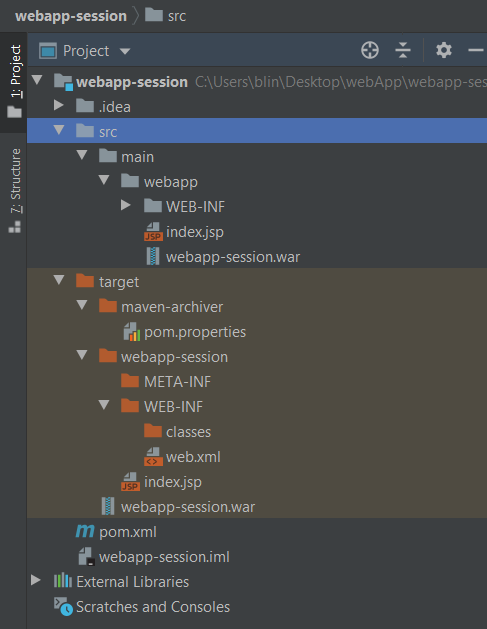 webapp-session src
Project
1: Project
7: Structure
webapp-session C:\Users\blin\Desktop\webApp\webapp-ses
.idea
src
main
webapp
WEB-INF
index.jsp
webapp-session.war
target
maven-archiver
pom.properties
webapp-session
META-INF
WEB-INF
classes
web.xml
index.jsp
webapp-session.war
pom.xml
webapp-session.iml
External Libraries
Scratches and Consoles